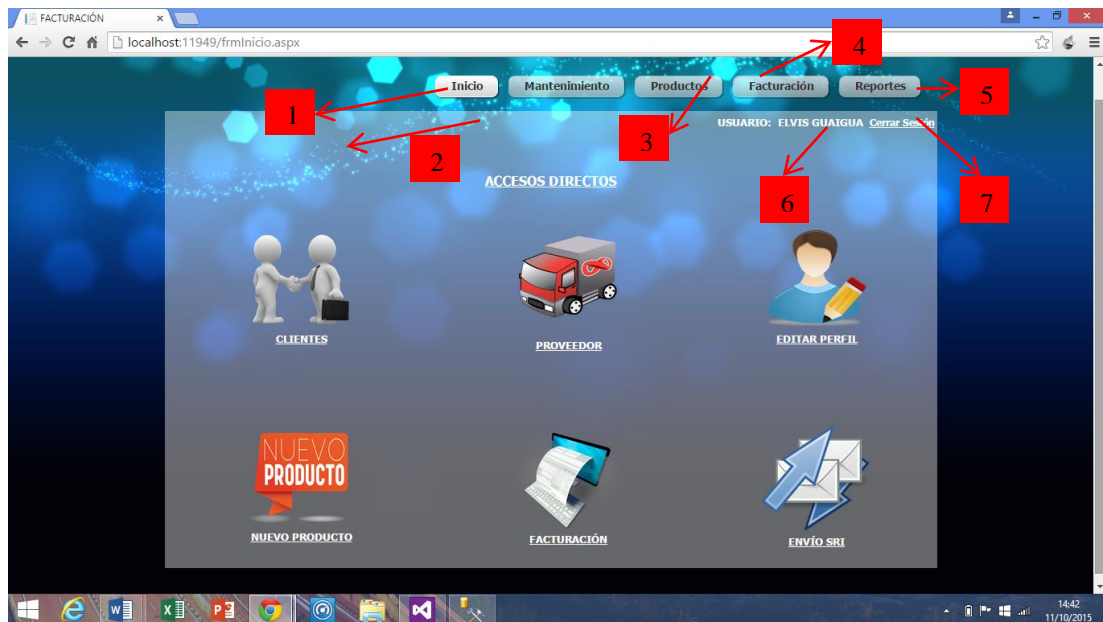 FACTURACIÓN
localhost:11949/frmInicio.aspx
4
Inicio Mantenimiento Productos Facturación Reportes
5
1
USUARIO: ELVIS GUAIGUA Cerrar Sesión
3
2
ACCESOS DIRECTOS
6
7
CLIENTES
PROVEEDOR
EDITAR PERFIL
NUEVO
PRODUCTO
NUEVO PRODUCTO
FACTURACIÓN
ENVÍO SRI
14:42
11/10/2015